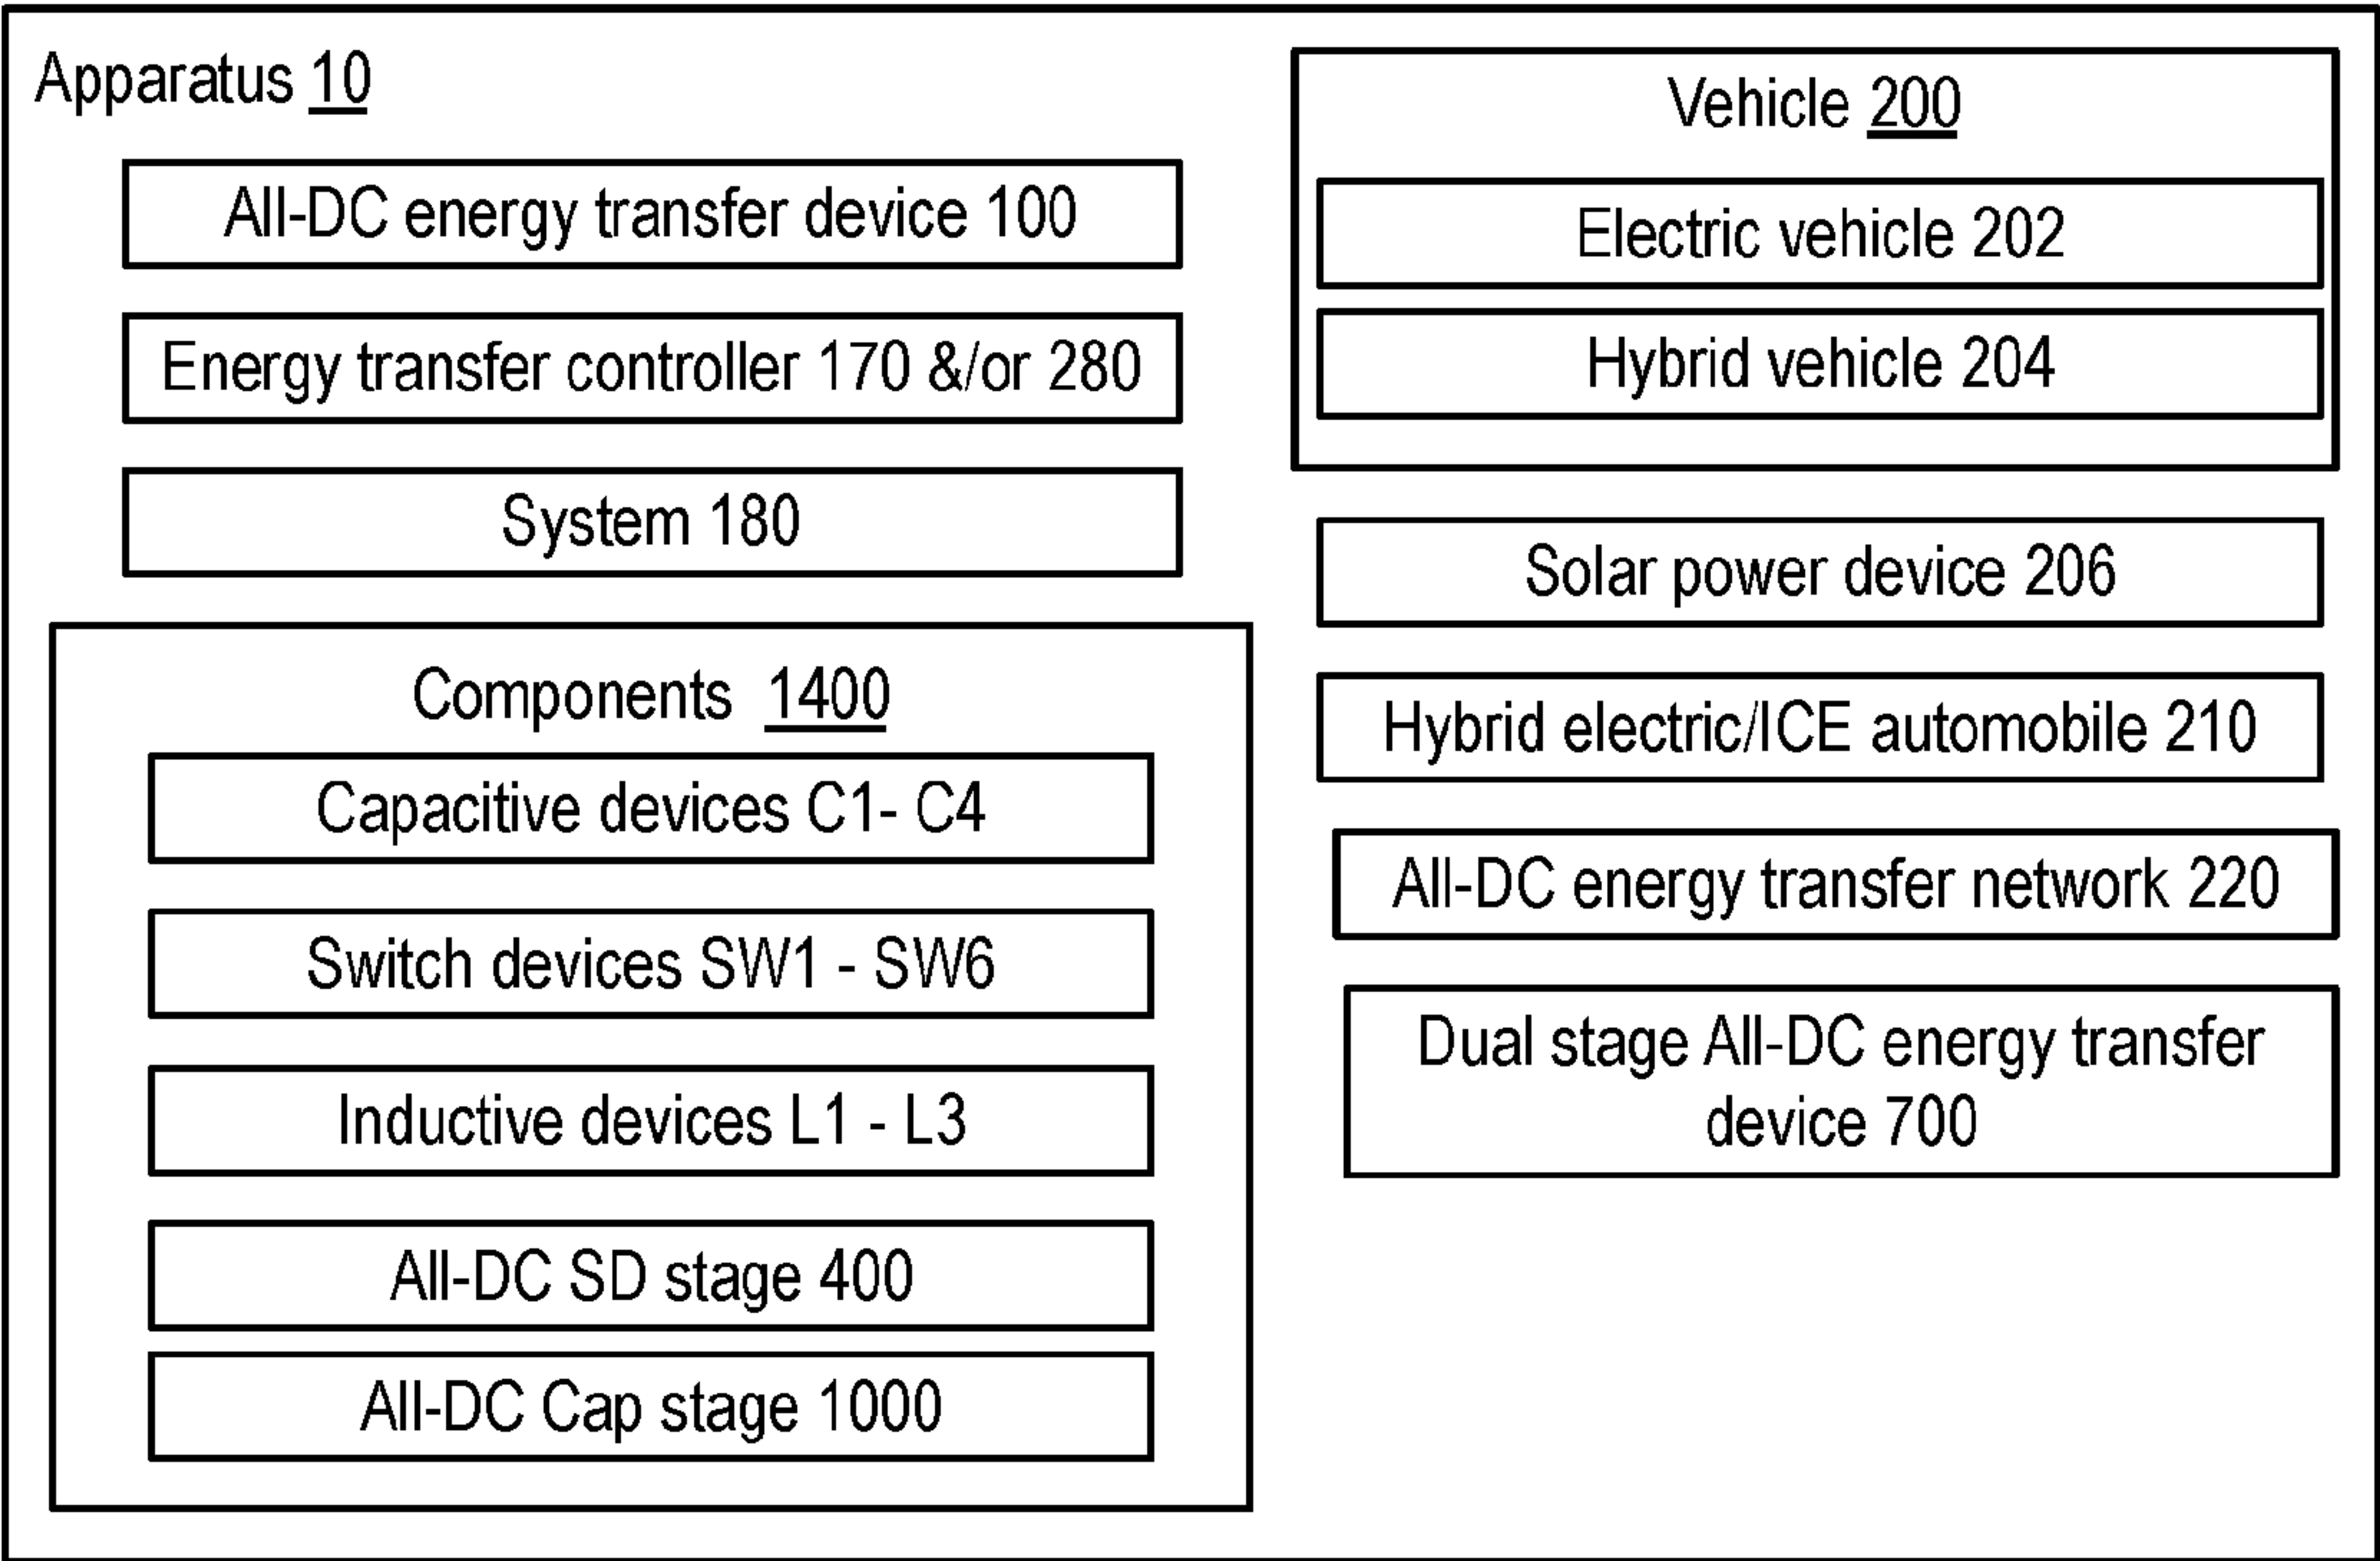 Apparatus 10
All-DC energy transfer device 100
Energy transfer controller 170 &/or 280
System 180
Components 1400
Capacitive devices C1- C4
Switch devices SW1 - SW6
Inductive devices L1 - L3
All-DC SD stage 400
All-DC Cap stage 1000
Vehicle 200
Electric vehicle 202
Hybrid vehicle 204
Solar power device 206
Hybrid electric/ICE automobile 210
All-DC energy transfer network 220
Dual stage All-DC energy transfer
device 700